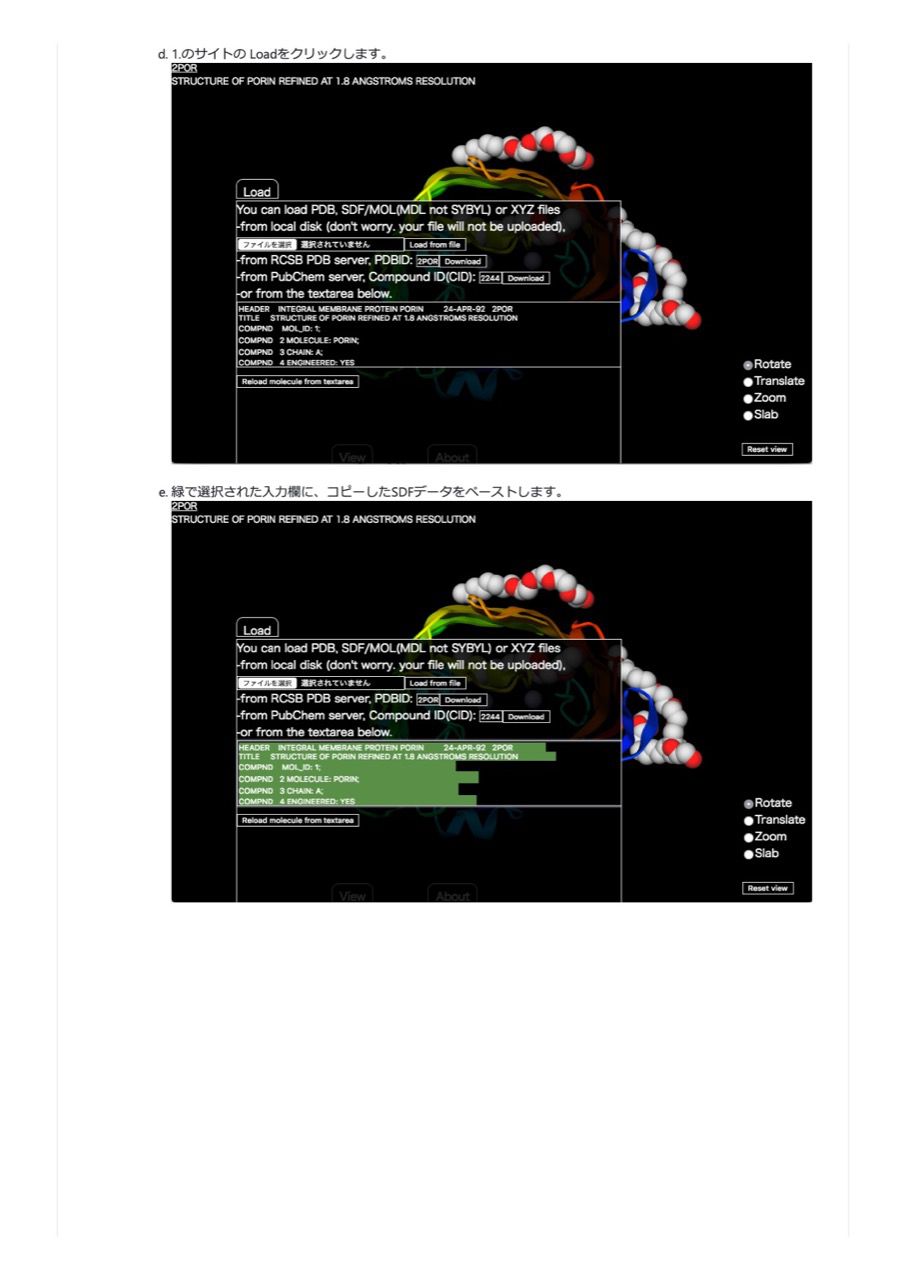 d. 1.のサイトの Loadをクリックします。
2POR
STRUCTURE OF PORIN REFINED AT 1.8 ANGSTROMS RESOLUTION
Load
You can load PDB, SDF/MOL(MDL not SYBYL) or XYZ files
-from local disk (don't worry. your file will not be uploaded),
ファイルを選択 選択されていません Load from file
-from RCSB PDB server, PDBID: 2POR Download
-from PubChem server, Compound ID(CID): 2244 Download
-or from the textarea below.
HEADER INTEGRAL MEMBRANE PROTEIN PORIN 24-APR-92 2POR
TITLE STRUCTURE OF PORIN REFINED AT 1.8 ANGSTROMS RESOLUTION
COMPND MOL_ID: 1;
COMPND 2 MOLECULE: PORIN;
COMPND 3 CHAIN: A;
COMPND 4 ENGINEERED: YES
Reload molecule from textarea
Rotate
Translate
Zoom
Slab
Reset view
View About
e. 緑で選択された入力欄に、コピーしたSDFデータをペーストします。
2POR
STRUCTURE OF PORIN REFINED AT 1.8 ANGSTROMS RESOLUTION
Load
You can load PDB, SDF/MOL(MDL not SYBYL) or XYZ files
-from local disk (don't worry. your file will not be uploaded),
ファイルを選択 選択されていません Load from file
-from RCSB PDB server, PDBID: 2POR Download
-from PubChem server, Compound ID(CID): 2244 Download
-or from the textarea below.
HEADER INTEGRAL MEMBRANE PROTEIN PORIN 24-APR-92 2POR
TITLE STRUCTURE OF PORIN REFINED AT 1.8 ANGSTROMS RESOLUTION
COMPND MOL_ID: 1;
COMPND 2 MOLECULE: PORIN;
COMPND 3 CHAIN: A;
COMPND 4 ENGINEERED: YES
Reload molecule from textarea
Rotate
Translate
Zoom
Slab
Reset view
View About